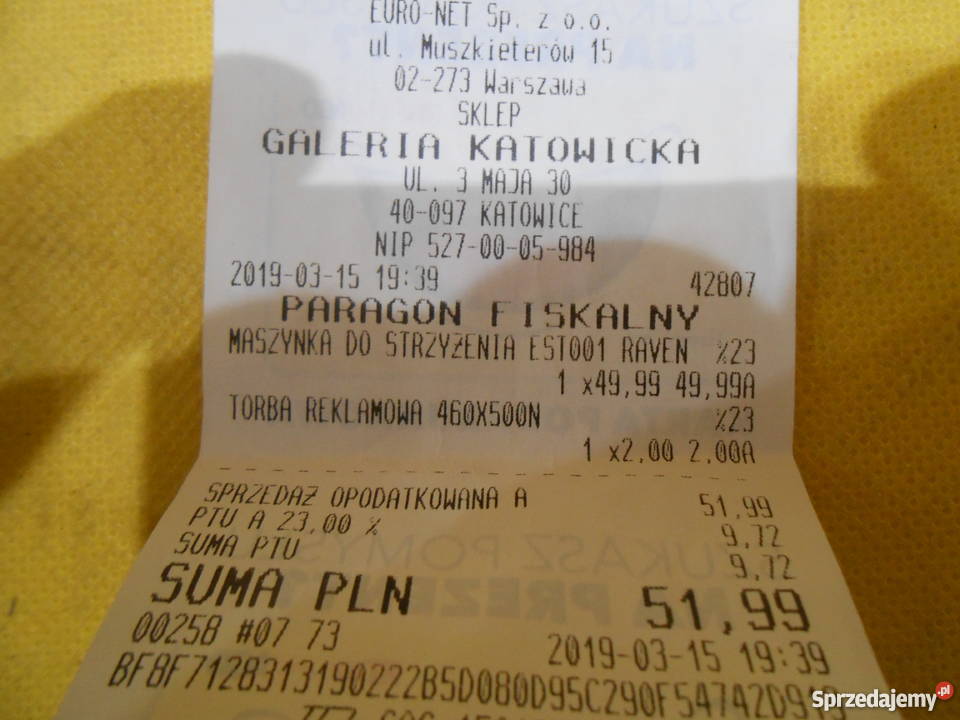 EURO-NET Sp. z o.o.
ul. Muszkieterów 15
02-273 Warszawa
SKLEP
GALERIA KATOWICKA
UL. 3 MAJA 30
40-097 KATOWICE
NIP 527-00-05-984
2019-03-15 19:39 42807
PARAGON FISKALNY
MASZYNKA DO STRZYŻENIA EST001 RAVEN %23
1 x49,99 49,99A
TORBA REKLAMOWA 460X500N %23
1 x2,00 2,00A
SPRZEDAŻ OPODATKOWANA A 51,99
PTU A 23,00 % 9,72
SUMA PTU 9,72
SUMA PLN 51,99
00258 #07 73 2019-03-15 19:39
Sprzedajemy.pl